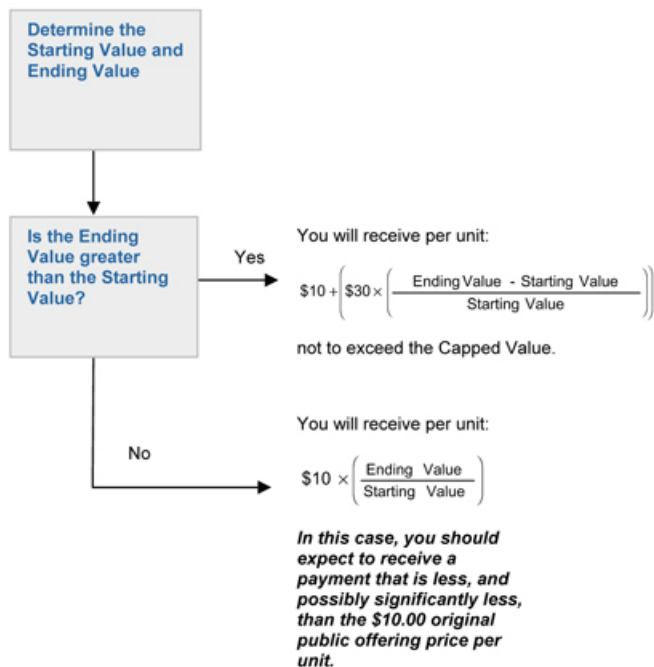 Determine the
Starting Value and
Ending Value
Is the Ending
Value greater
than the Starting
Value?
Yes
You will receive per unit:
$10 + ( $30 × ( Ending Value - Starting Value
Starting Value ) )
not to exceed the Capped Value.
No
You will receive per unit:
$10 × ( Ending Value
Starting Value )
In this case, you should
expect to receive a
payment that is less, and
possibly significantly less,
than the $10.00 original
public offering price per
unit.